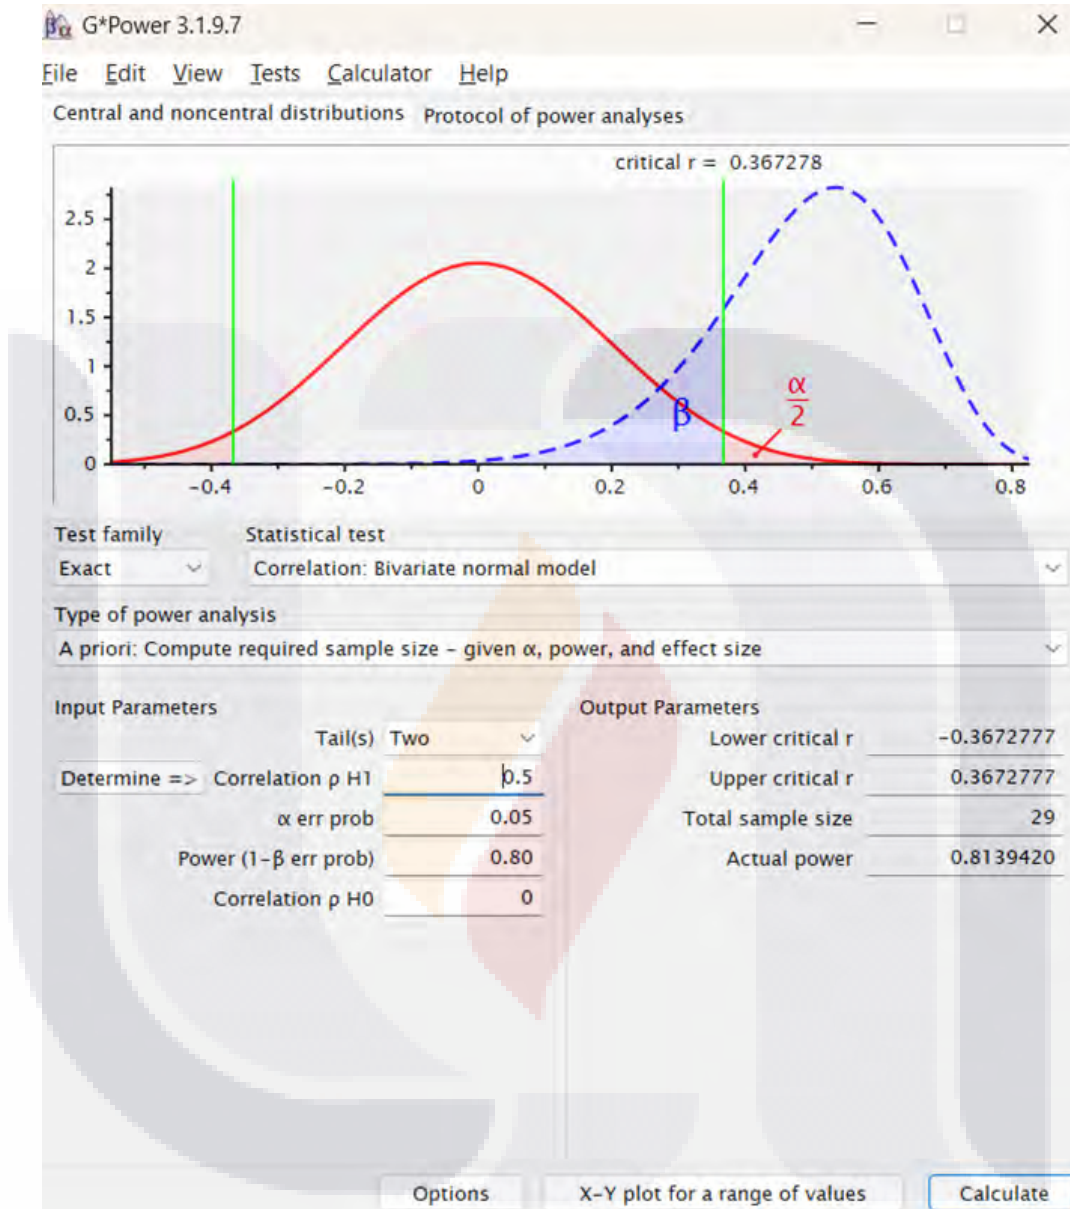 βα G*Power 3.1.9.7
File Edit View Tests Calculator Help
Central and noncentral distributions Protocol of power analyses
critical r = 0.367278
2.5
2
1.5
1
0.5
0
β
α
2
-0.4 -0.2 0 0.2 0.4 0.6 0.8
Test family Statistical test
Exact Correlation: Bivariate normal model
Type of power analysis
A priori: Compute required sample size – given α, power, and effect size
Input Parameters Output Parameters
Tail(s) Two Lower critical r -0.3672777
Determine => Correlation ρ H1 0.5 Upper critical r 0.3672777
α err prob 0.05 Total sample size 29
Power (1-β err prob) 0.80 Actual power 0.8139420
Correlation ρ H0 0
Options X-Y plot for a range of values Calculate